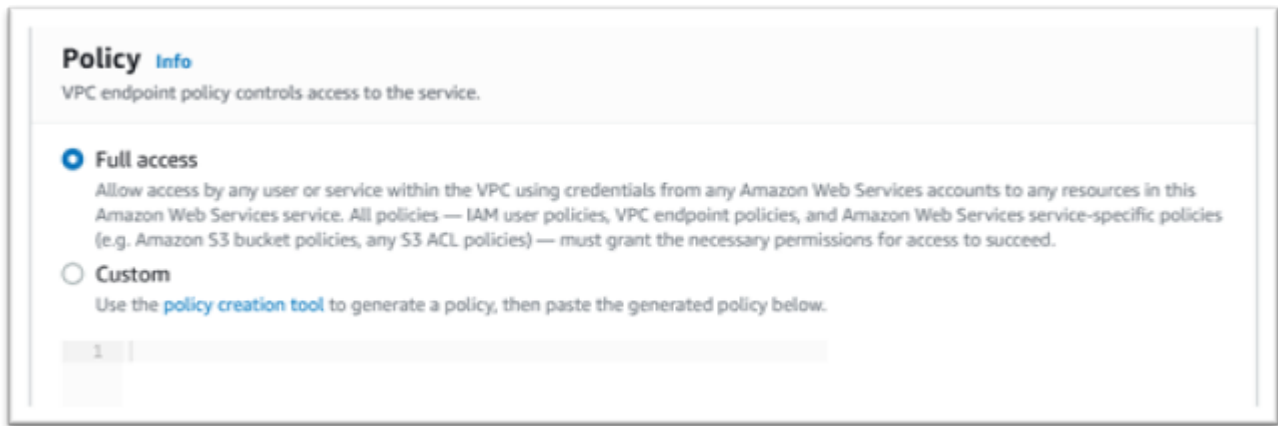 Policy Info
VPC endpoint policy controls access to the service.
Full access
Allow access by any user or service within the VPC using credentials from any Amazon Web Services accounts to any resources in this
Amazon Web Services service. All policies — IAM user policies, VPC endpoint policies, and Amazon Web Services service-specific policies
(e.g. Amazon S3 bucket policies, any S3 ACL policies) — must grant the necessary permissions for access to succeed.
Custom
Use the policy creation tool to generate a policy, then paste the generated policy below.
1